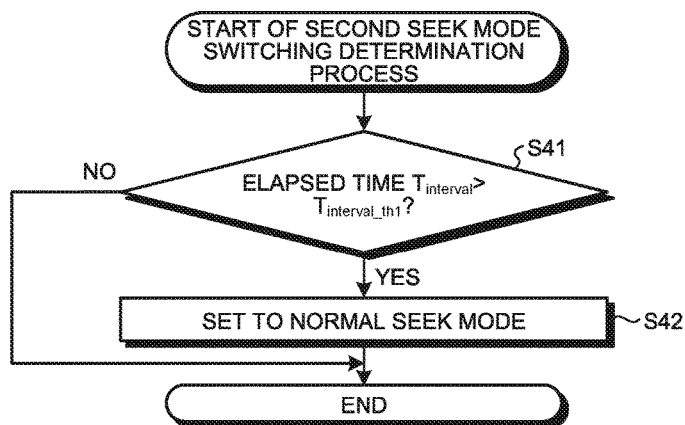 START OF SECOND SEEK MODE
SWITCHING DETERMINATION
PROCESS
S41
NO
ELAPSED TIME Tinterval>
Tinterval_th1?
YES
SET TO NORMAL SEEK MODE
S42
END